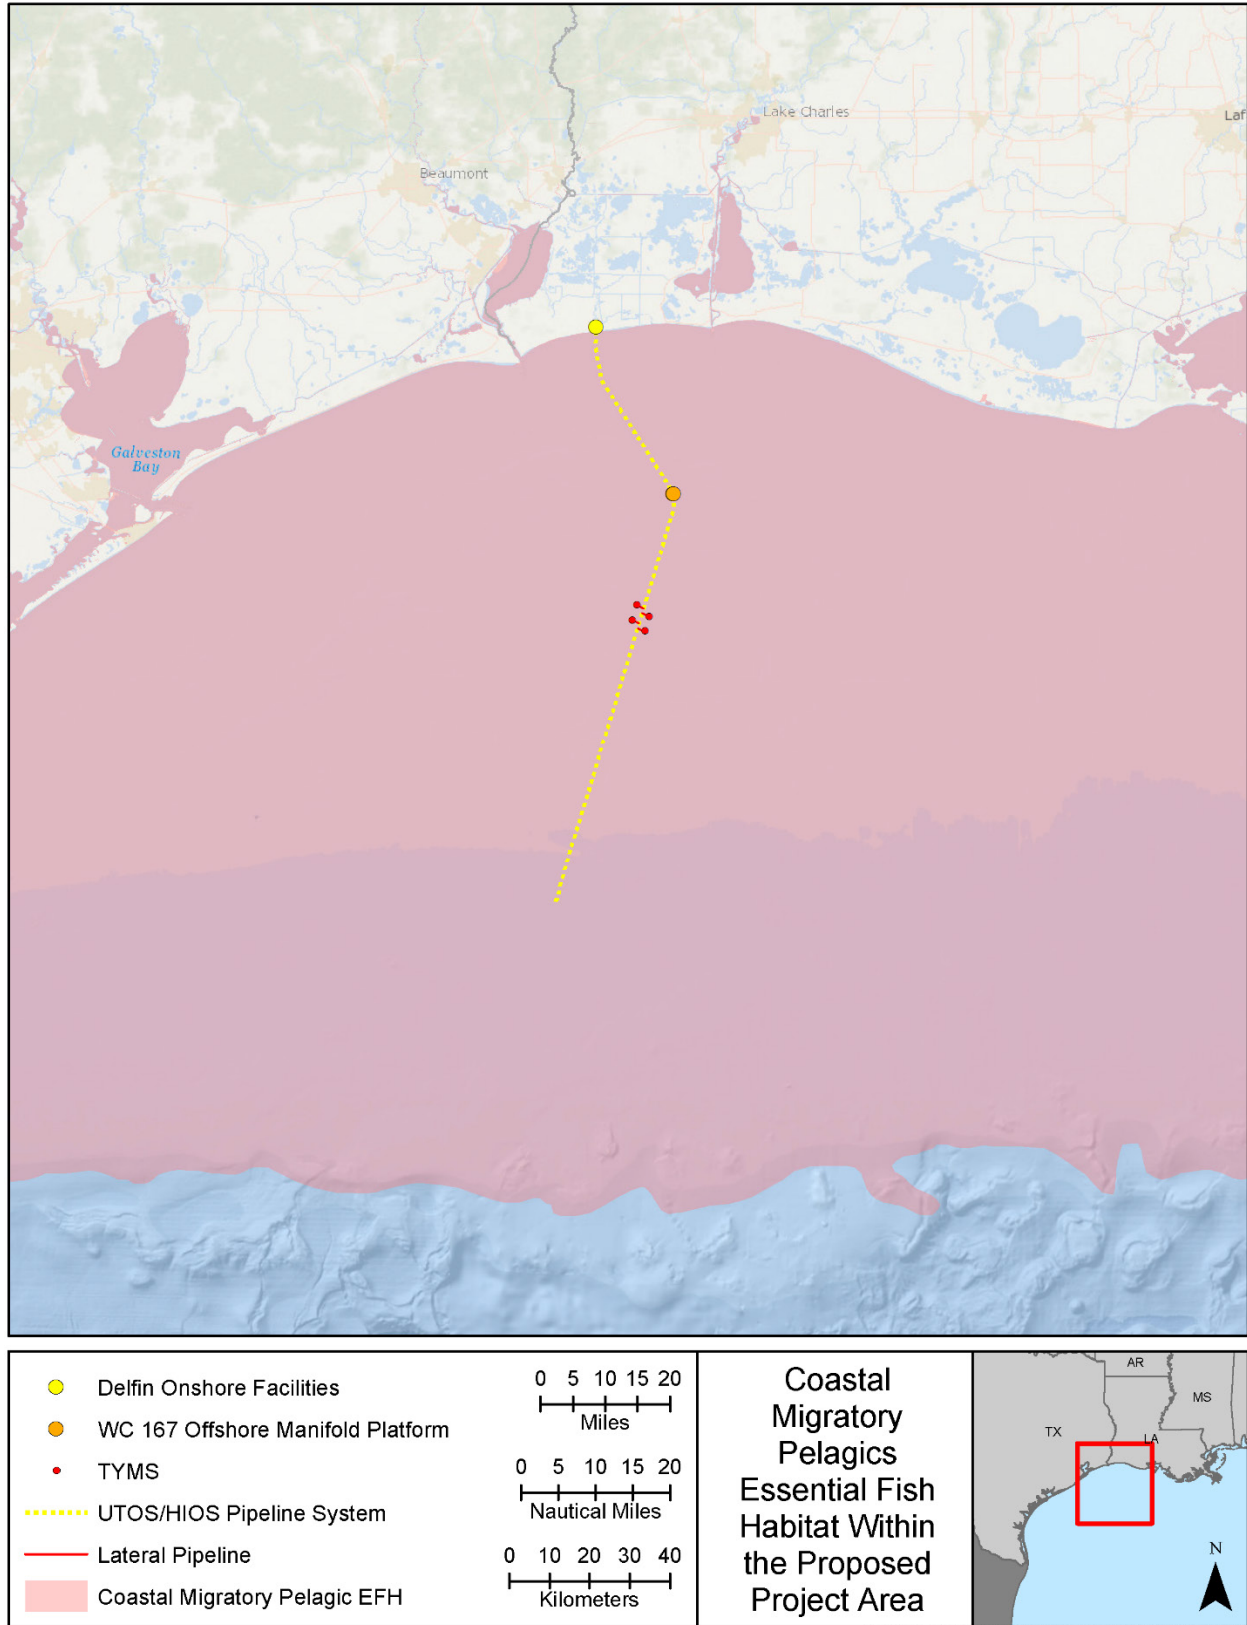 Lake Charles
Laf
Beaumont
Galveston
Bay
Delfin Onshore Facilities
WC 167 Offshore Manifold Platform
TYMS
UTOS/HIOS Pipeline System
Lateral Pipeline
Coastal Migratory Pelagic EFH
0 5 10 15 20
Miles
0 5 10 15 20
Nautical Miles
0 10 20 30 40
Kilometers
Coastal
Migratory
Pelagics
Essential Fish
Habitat Within
the Proposed
Project Area
AR
MS
TX
LA
N